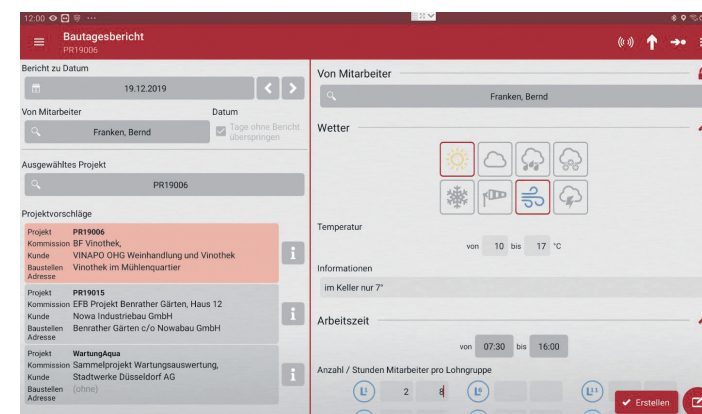 12:00
Bautagesbericht
PR19006
Bericht zu Datum
19.12.2019
Von Mitarbeiter
Datum
Franken, Bernd
Tage ohne Bericht
überspringen
Ausgewähltes Projekt
PR19006
Projektvorschläge
Projekt PR19006
Kommission BF Vinothek,
Kunde VINAPO OHG Weinhandlung und Vinothek
Baustellen Vinothek im Mühlenquartier
Adresse
Projekt PR19015
Kommission EFB Projekt Benrather Gärten, Haus 12
Kunde Nowa Industriebau GmbH
Baustellen Benrather Gärten c/o Nowabau GmbH
Adresse
Projekt WartungAqua
Kommission Sammelprojekt Wartungsauswertung,
Kunde Stadtwerke Düsseldorf AG
Baustellen (ohne)
Adresse
Von Mitarbeiter
Franken, Bernd
Wetter
Temperatur
von 10 bis 17 °C
Informationen
im Keller nur 7°
Arbeitszeit
von 07:30 bis 16:00
Anzahl / Stunden Mitarbeiter pro Lohngruppe
L1 2 8 L6 L11
Erstellen